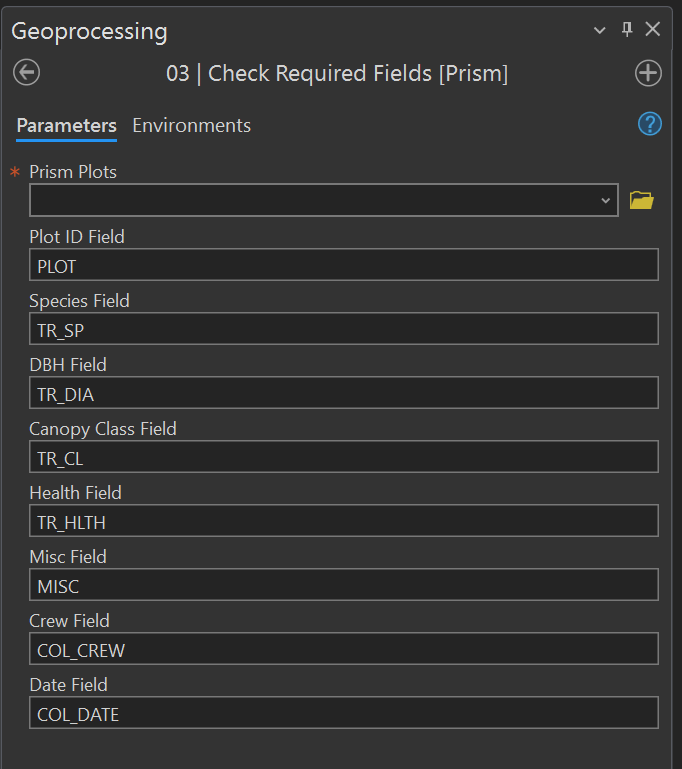 Geoprocessing
03 | Check Required Fields [Prism]
Parameters Environments
* Prism Plots
Plot ID Field
PLOT
Species Field
TR_SP
DBH Field
TR_DIA
Canopy Class Field
TR_CL
Health Field
TR_HLTH
Misc Field
MISC
Crew Field
COL_CREW
Date Field
COL_DATE